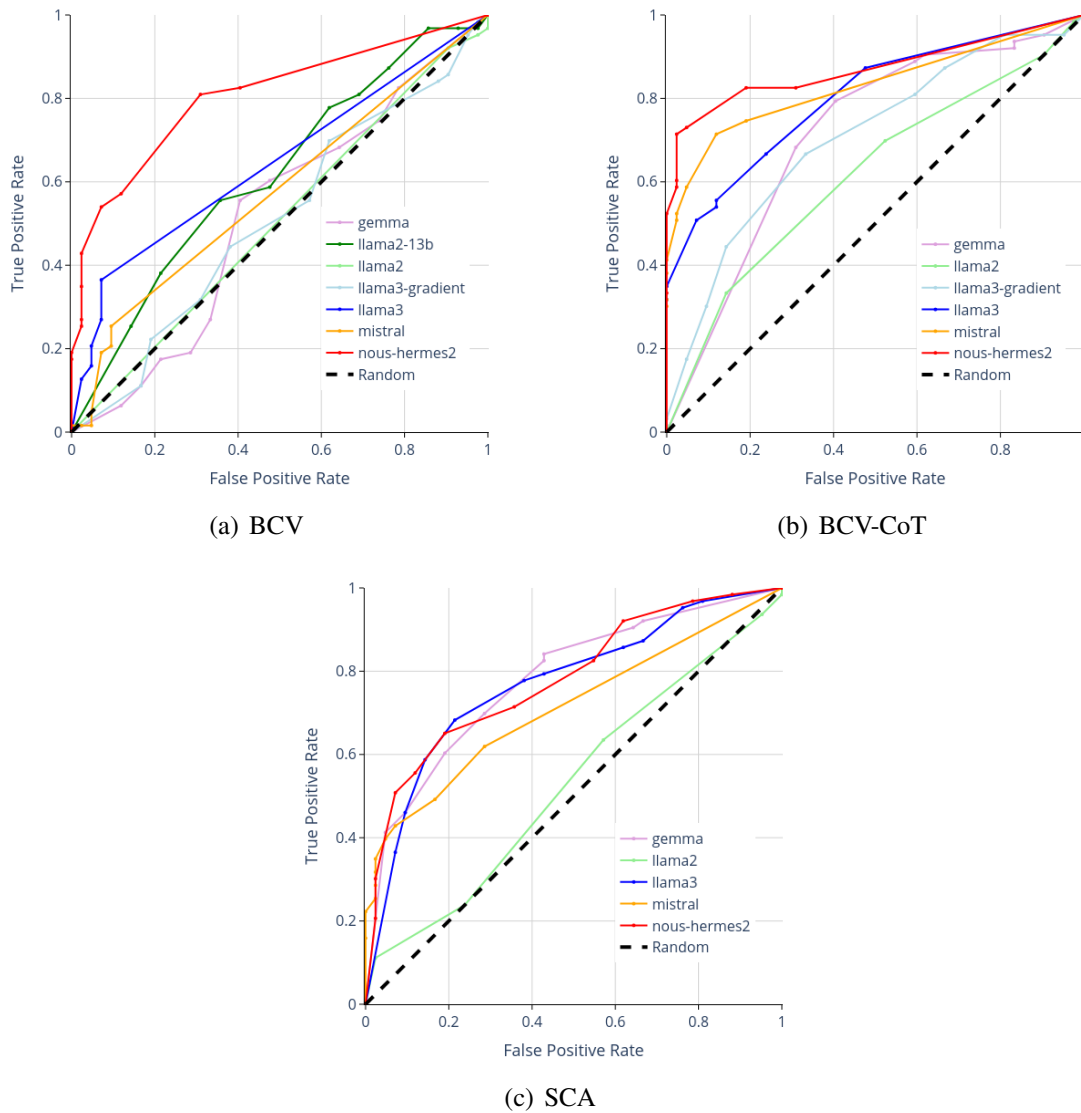 1
0.8
0.6
0.4
0.2
0
0
0.2
0.4
0.6
0.8
1
True Positive Rate
False Positive Rate
gemma
llama2-13b
llama2
llama3-gradient
llama3
mistral
nous-hermes2
Random
(a) BCV
1
0.8
0.6
0.4
0.2
0
0
0.2
0.4
0.6
0.8
True Positive Rate
False Positive Rate
gemma
llama2
llama3-gradient
llama3
mistral
nous-hermes2
Random
(b) BCV-CoT
1
0.8
0.6
0.4
0.2
0
0
0.2
0.4
0.6
0.8
1
True Positive Rate
False Positive Rate
gemma
llama2
llama3
mistral
nous-hermes2
Random
(c) SCA